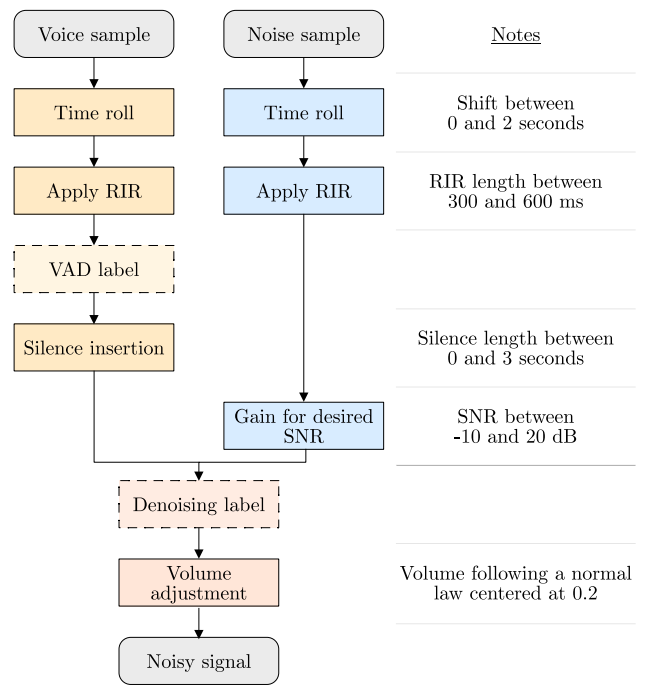 Voice sample
Noise sample
Notes
Time roll
Time roll
Shift between
0 and 2 seconds
Apply RIR
Apply RIR
RIR length between
300 and 600 ms
VAD label
Silence insertion
Silence length between
0 and 3 seconds
Gain for desired
SNR
SNR between
-10 and 20 dB
Denoising label
Volume
adjustment
Volume following a normal
law centered at 0.2
Noisy signal